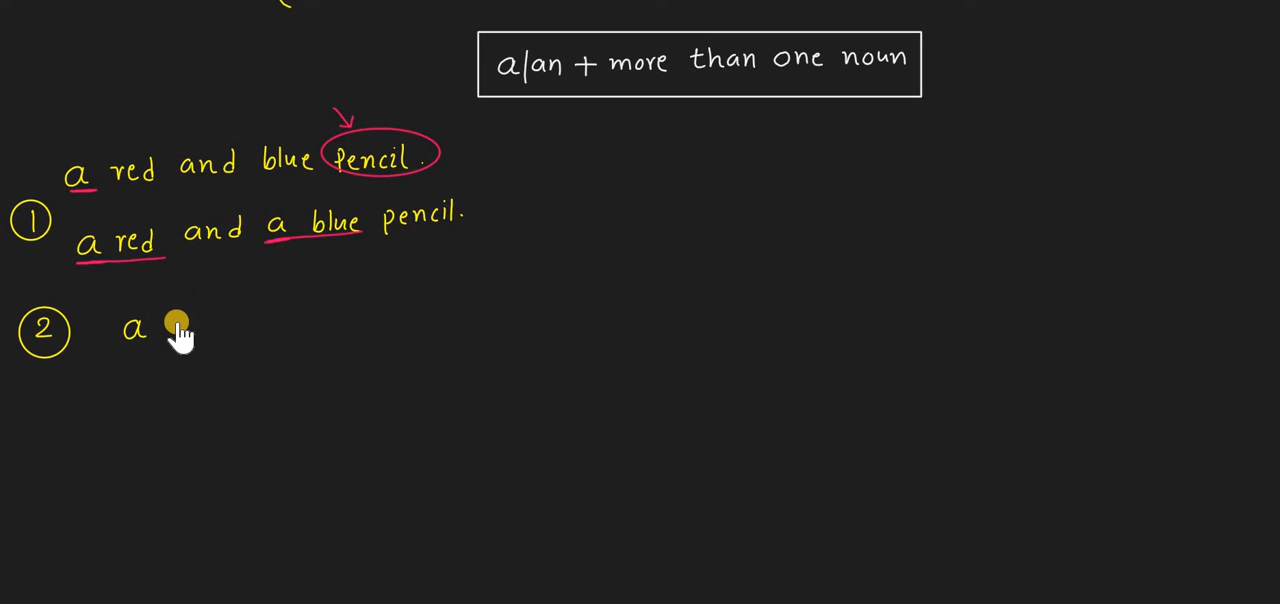 a/an + more than one noun
a red and blue pencil.
1
a red and a blue pencil.
2 a